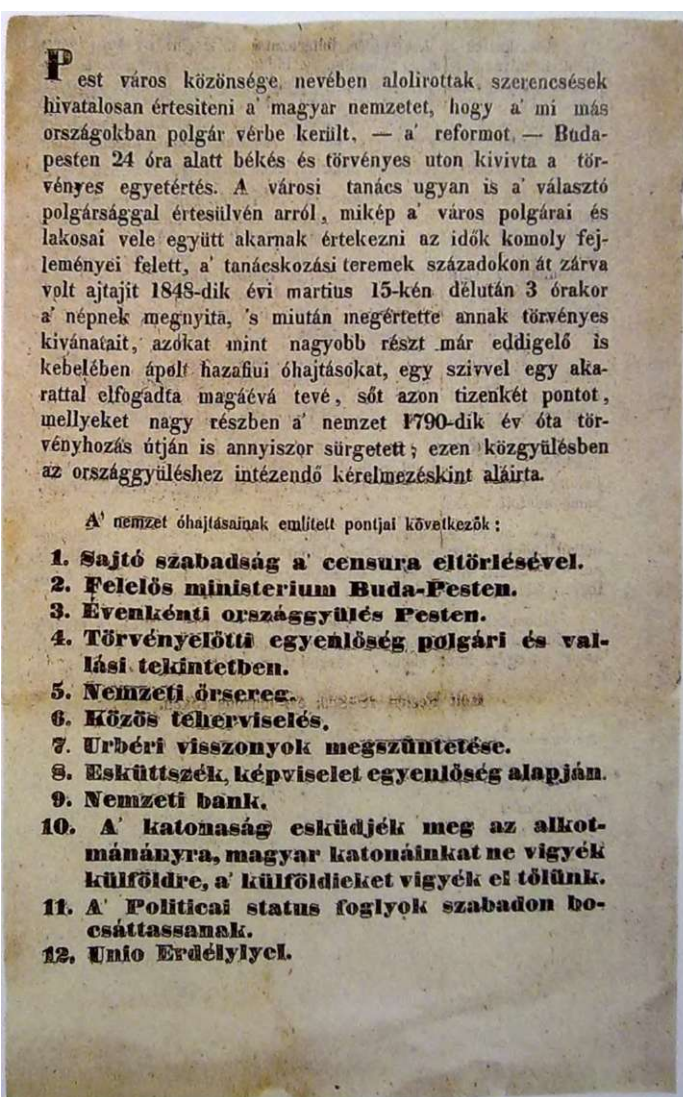 Pest város közönsége nevében alolirottak szerencsések
hivatalosan értesiteni a' magyar nemzetet, hogy a' mi más
országokban polgár vérbe került, — a' reformot, — Buda-
pesten 24 óra alatt békés és törvényes uton kivivta a tör-
vényes egyetértés. A városi tanács ugyan is a' választó
polgársággal értesülvén arról, mikép a' város polgárai és
lakosai vele együtt akarnak értekezni az idők komoly fej-
leményei felett, a' tanácskozási teremek századokon át zárva
volt ajtajit 1848-dik évi martius 15-kén délután 3 órakor
a' népnek megnyitá, 's miután megértette annak törvényes
kivánatait, azokat mint nagyobb részt már eddigelő is
kebelében ápolt hazafiui óhajtásokat, egy szivvel egy aka-
rattal elfogadta magáévá tevé, sőt azon tizenkét pontot,
mellyeket nagy részben a' nemzet 1790-dik év óta tör-
vényhozás útján is annyiszor sürgetett; ezen közgyülésben
az országgyüléshez intézendő kérelmezéskint aláirta.
A' nemzet óhajtásainak emlitett pontjai következők:
1. Sajtó szabadság a' censura eltörlésével.
2. Felelős ministerium Buda-Pesten.
3. Évenkénti országgyülés Pesten.
4. Törvényelőtti egyenlőség polgári és val-
lási tekintetben.
5. Nemzeti őrsereg.
6. Közös teherviselés.
7. Urbéri visszonyok megszüntetése.
8. Esküttszék, képviselet egyenlőség alapján.
9. Nemzeti bank.
10. A' katonaság esküdjék meg az alkot-
mánányra, magyar katonáinkat ne vigyék
külföldre, a' külföldieket vigyék el tőlünk.
11. A' Politicai status foglyok szabadon bo-
csáttassanak.
12. Unio Erdélylyel.